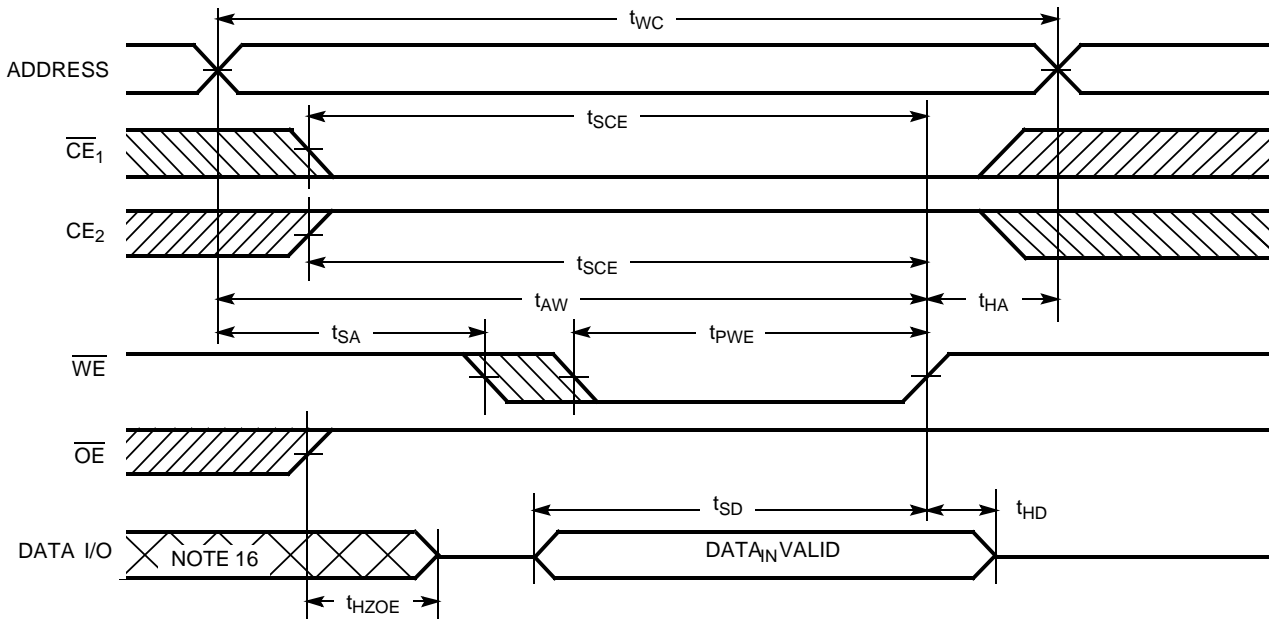 tWC
ADDRESS
tSCE
CE1
CE2
tSCE
tAW
tHA
tSA
tPWE
WE
OE
tSD
tHD
DATA I/O
NOTE 16
DATAIN VALID
tHZOE